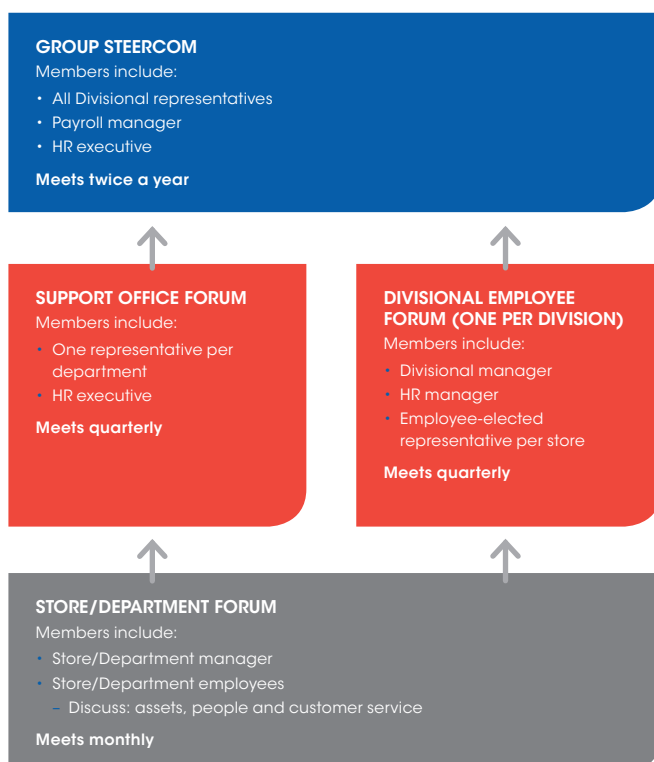 GROUP STEERCOM
Members include:
• All Divisional representatives
• Payroll manager
• HR executive
Meets twice a year
SUPPORT OFFICE FORUM
Members include:
• One representative per
department
• HR executive
Meets quarterly
DIVISIONAL EMPLOYEE
FORUM (ONE PER DIVISION)
Members include:
• Divisional manager
• HR manager
• Employee-elected
representative per store
Meets quarterly
STORE/DEPARTMENT FORUM
Members include:
• Store/Department manager
• Store/Department employees
– Discuss: assets, people and customer service
Meets monthly